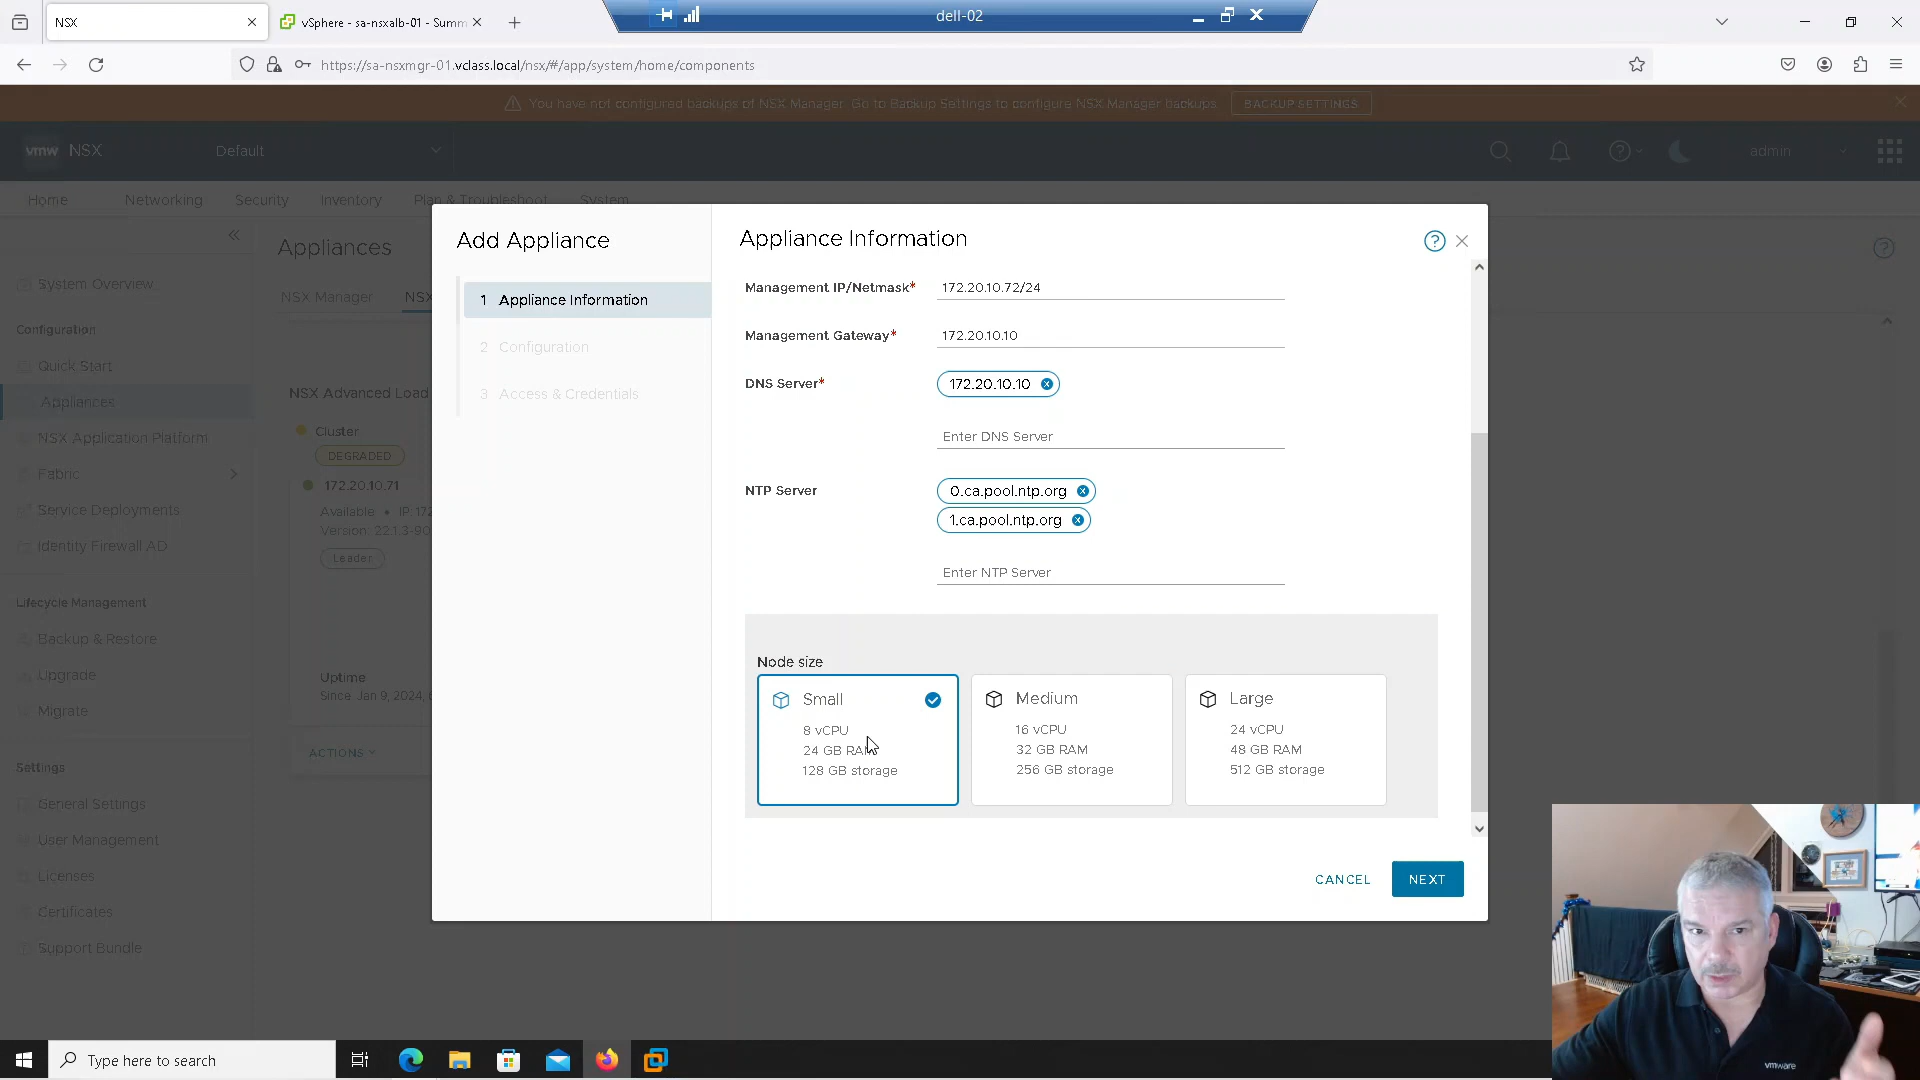 NSX
vSphere - sa-nsxalb-01 - Summ
dell-02
https://sa-nsxmgr-01.vclass.local/nsx/#/app/system/home/components
You have not configured backups of NSX Manager. Go to Backup Settings to configure NSX Manager backups.
BACKUP SETTINGS
vmw NSX
Default
admin
Home
Networking
Security
Inventory
Plan & Troubleshoot
System
System Overview
Configuration
Quick Start
Appliances
NSX Application Platform
Fabric
Service Deployments
Identity Firewall AD
Lifecycle Management
Backup & Restore
Upgrade
Migrate
Settings
General Settings
User Management
Licenses
Certificates
Support Bundle
Appliances
NSX Manager
NSX
NSX Advanced Load
Cluster
DEGRADED
172.20.10.71
Available • IP: 172
Version: 22.1.3-90
Leader
Uptime
Since, Jan 9, 2024,
ACTIONS
Add Appliance
1 Appliance Information
2 Configuration
3 Access & Credentials
Appliance Information
Management IP/Netmask* 172.20.10.72/24
Management Gateway* 172.20.10.10
DNS Server* 172.20.10.10
Enter DNS Server
NTP Server 0.ca.pool.ntp.org
1.ca.pool.ntp.org
Enter NTP Server
Node size
Small
8 vCPU
24 GB RAM
128 GB storage
Medium
16 vCPU
32 GB RAM
256 GB storage
Large
24 vCPU
48 GB RAM
512 GB storage
CANCEL
NEXT
vmware
Type here to search